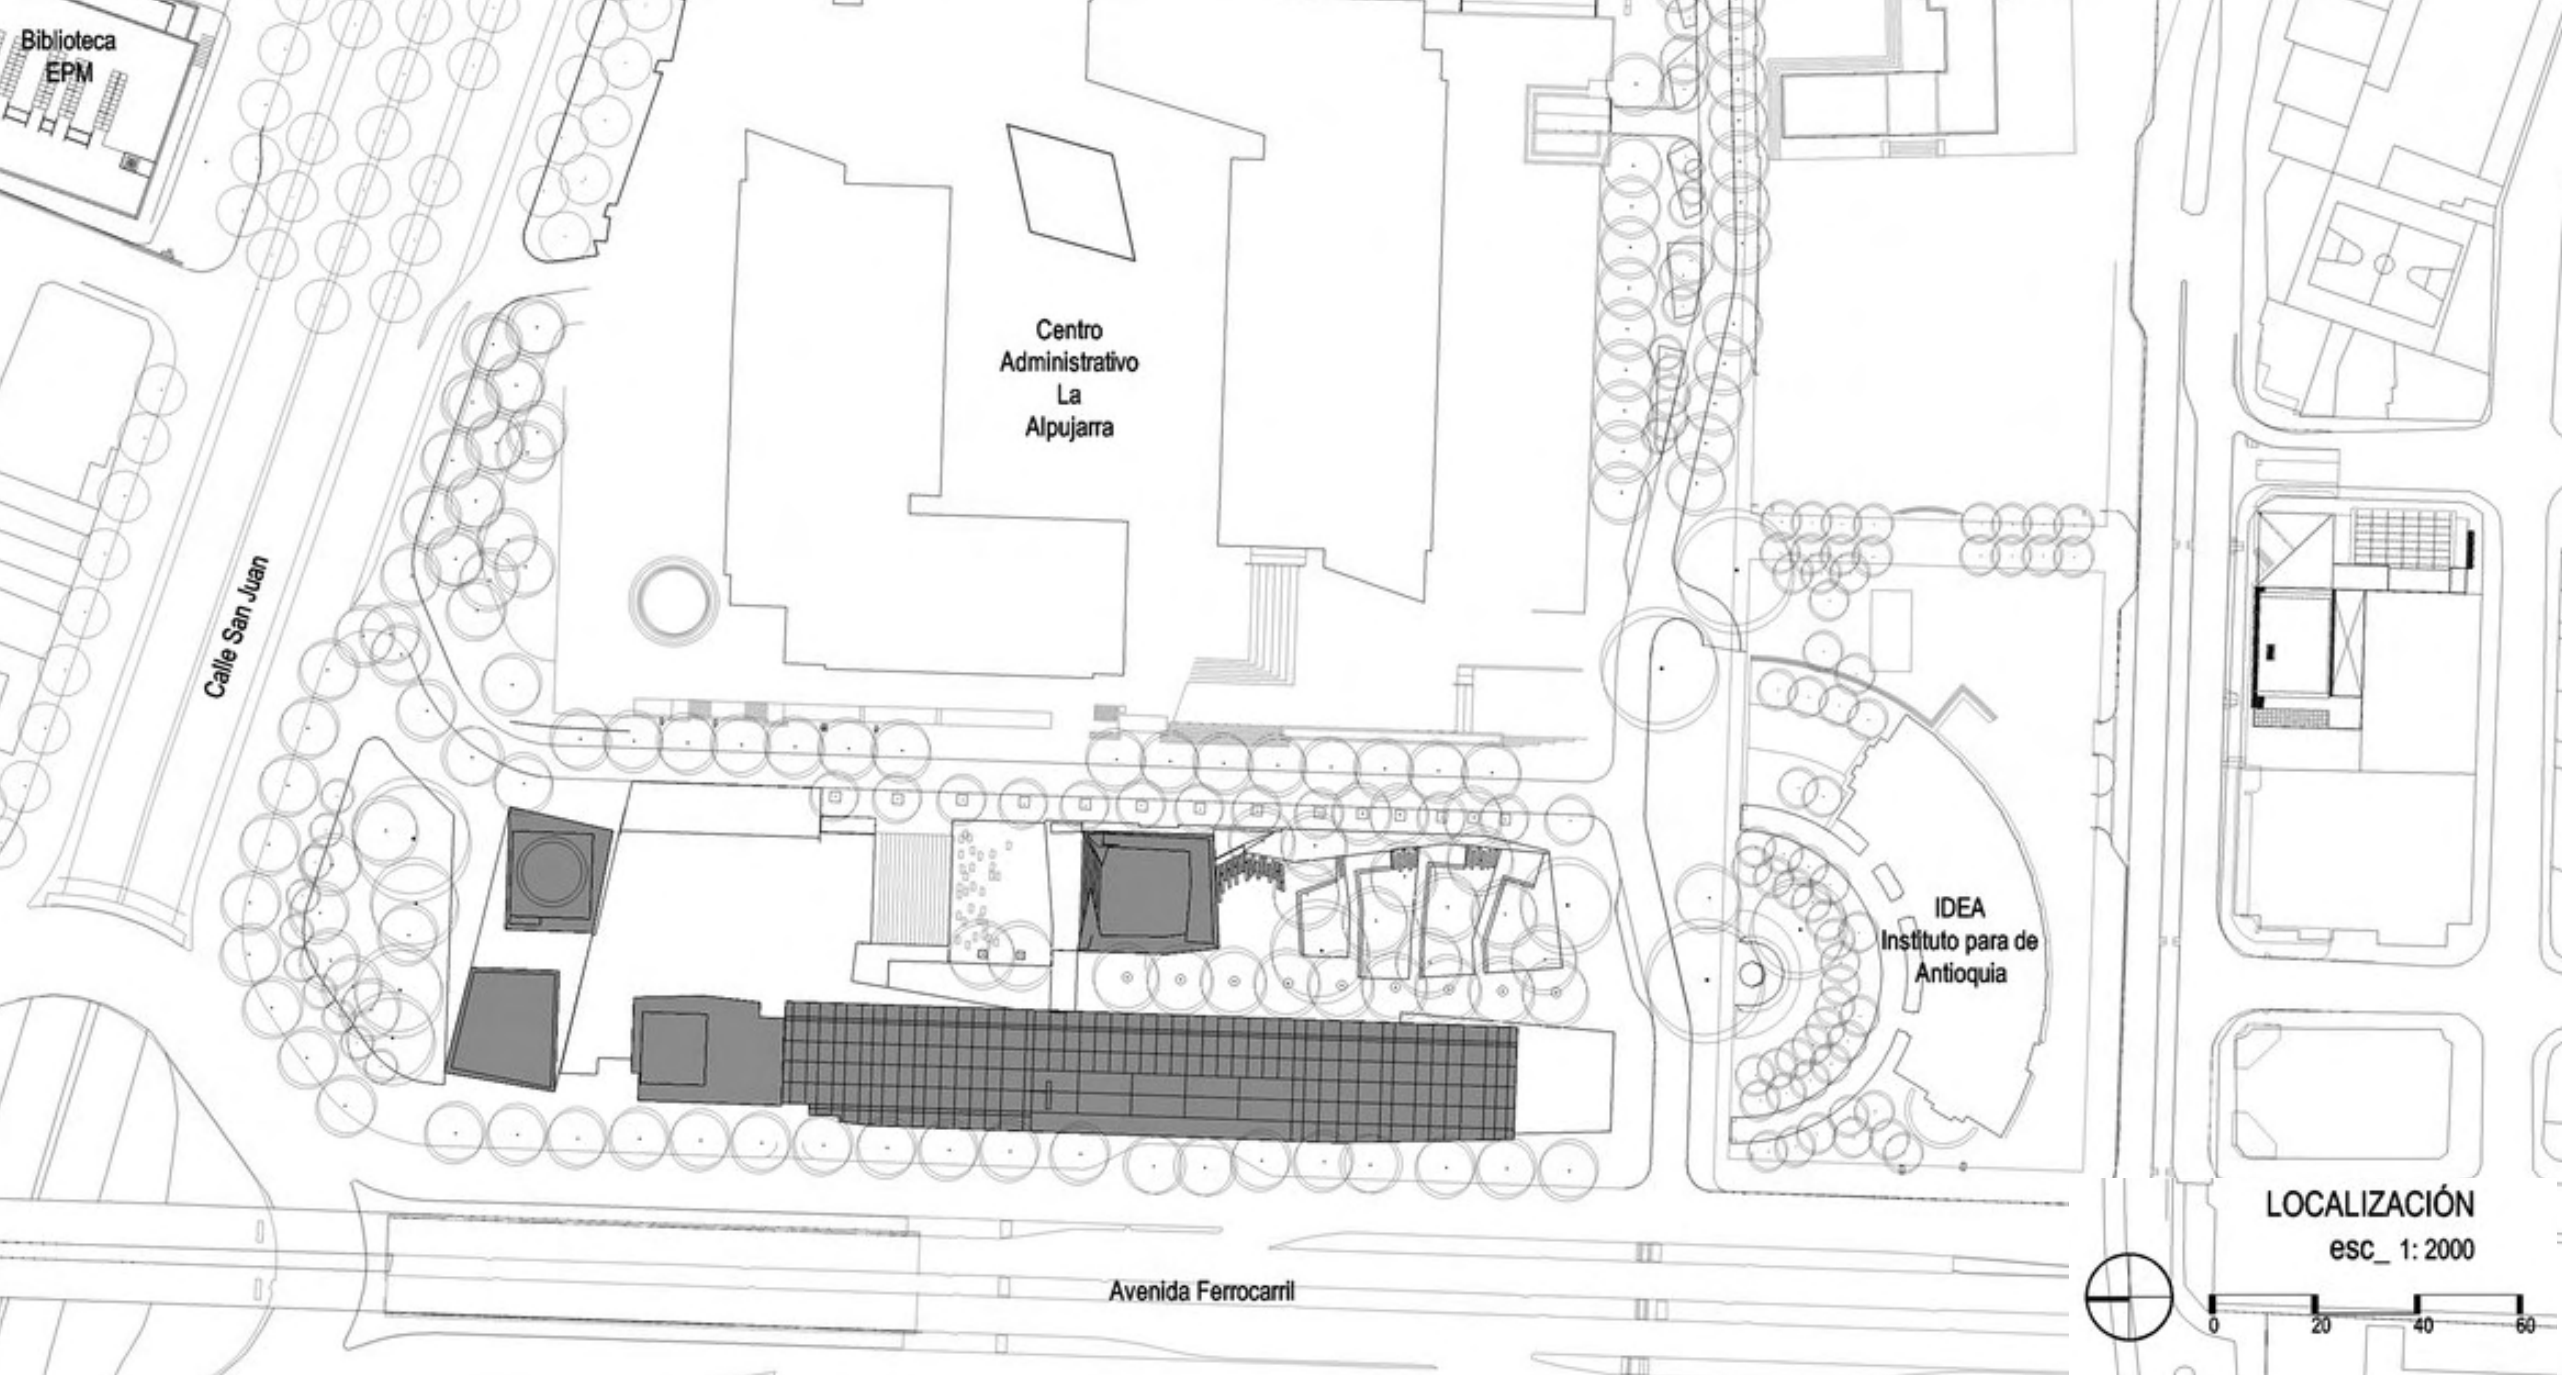 Biblioteca
EPM
Centro
Administrativo
La
Alpujarra
Calle San Juan
IDEA
Instituto para de
Antioquia
Avenida Ferrocarril
LOCALIZACIÓN
esc_ 1: 2000
0 20 40 60